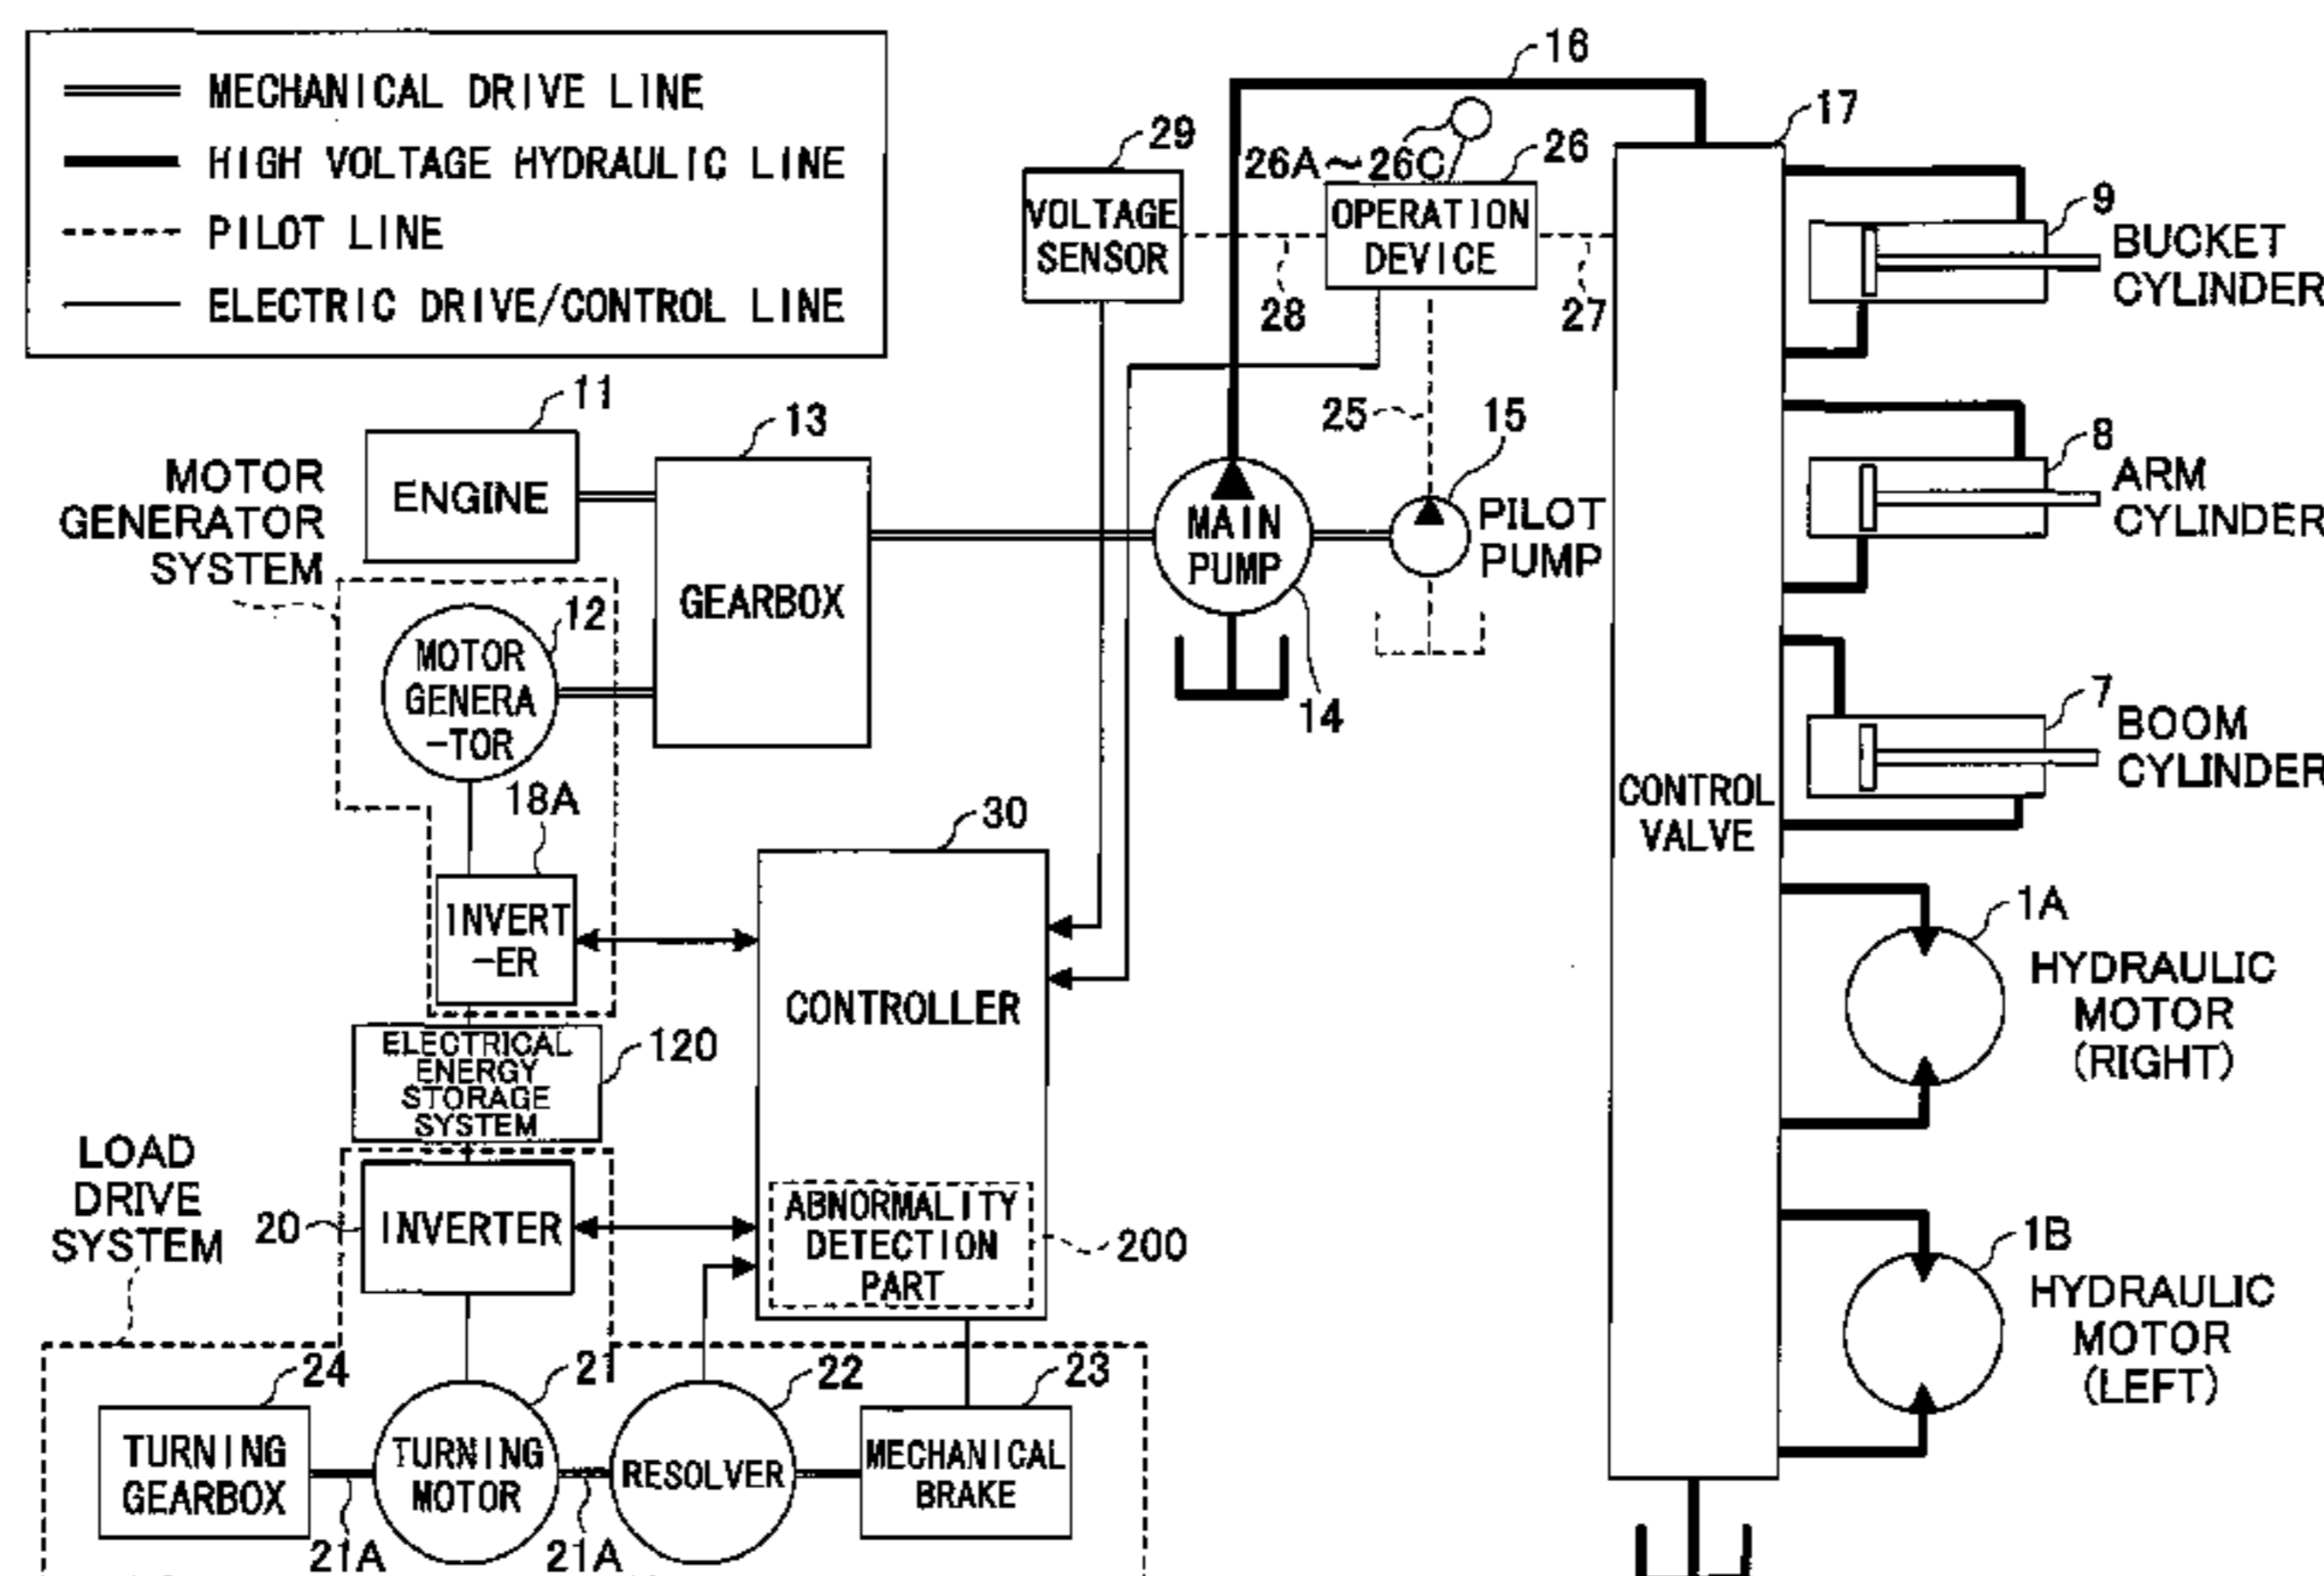 MECHANICAL DRIVE LINE
HIGH VOLTAGE HYDRAULIC LINE
PILOT LINE
ELECTRIC DRIVE/CONTROL LINE
16
17
29
26A~26C
26
VOLTAGE
SENSOR
OPERATION
DEVICE
28
27
9
BUCKET
CYLINDER
11
13
25
15
8
ARM
CYLINDER
MOTOR
GENERATOR
SYSTEM
ENGINE
GEARBOX
MAIN
PUMP
PILOT
PUMP
14
12
MOTOR
GENERA
-TOR
7
BOOM
CYLINDER
CONTROL
VALVE
18A
INVERT
-ER
30
CONTROLLER
1A
HYDRAULIC
MOTOR
(RIGHT)
ELECTRICAL
ENERGY
STORAGE
SYSTEM
120
LOAD
DRIVE
SYSTEM
20
INVERTER
ABNORMALITY
DETECTION
PART
200
1B
HYDRAULIC
MOTOR
(LEFT)
24
21
22
23
TURNING
GEARBOX
TURNING
MOTOR
RESOLVER
MECHANICAL
BRAKE
21A
21A